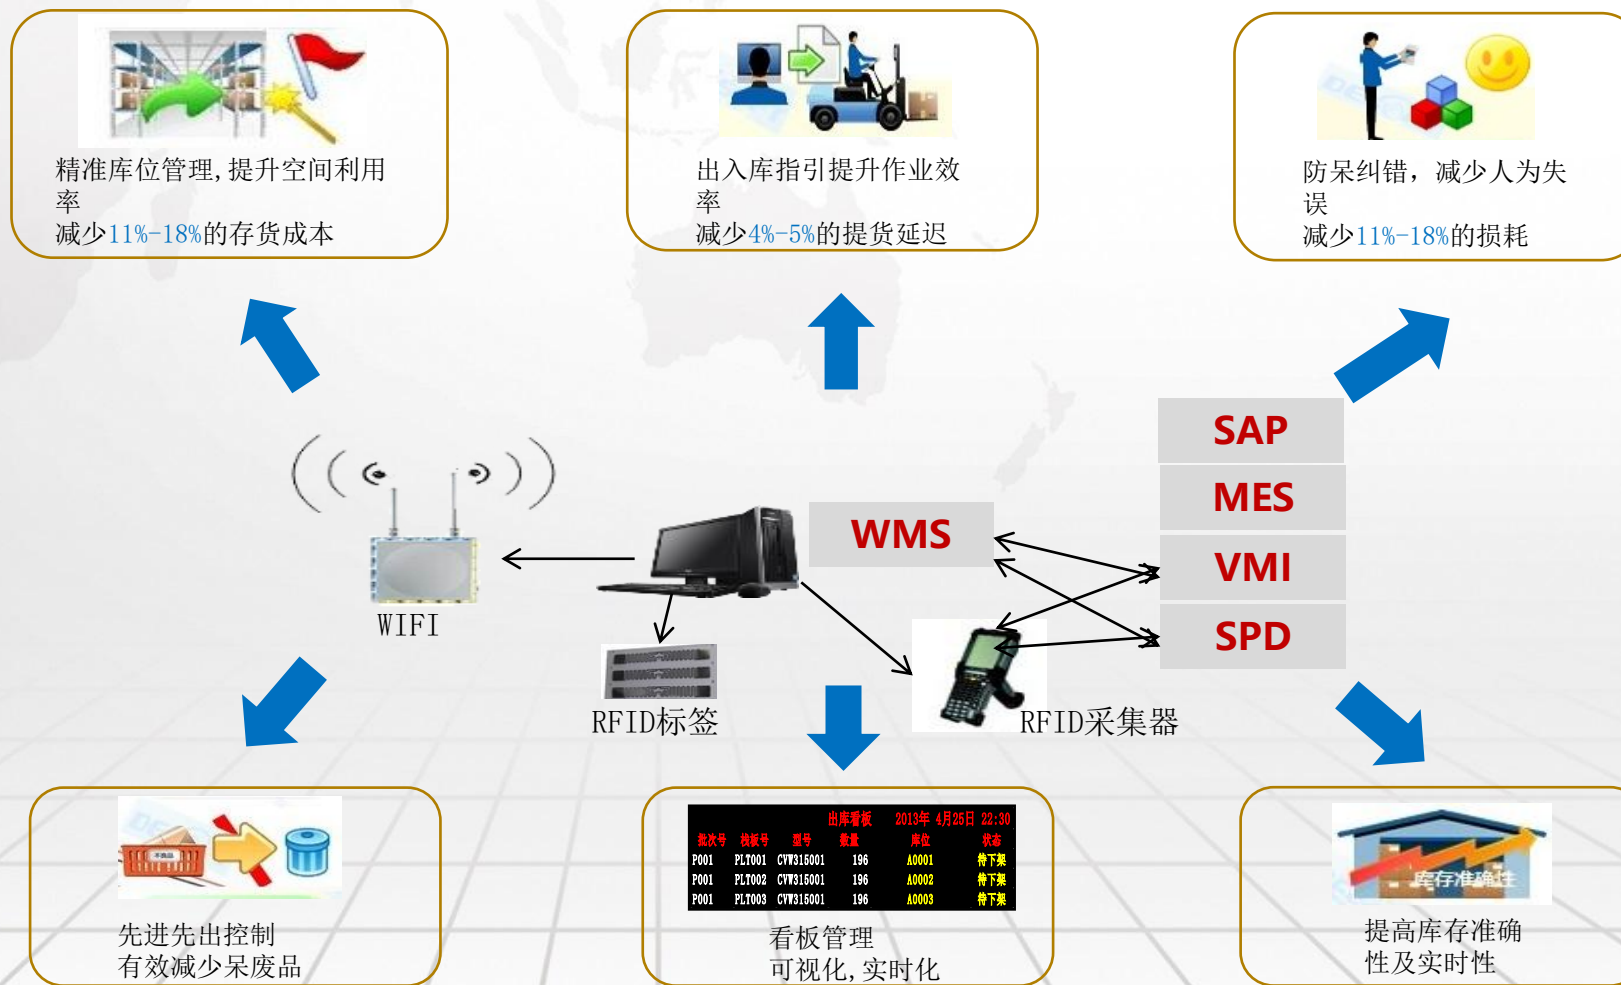 精准库位管理,提升空间利用
率
减少11%-18%的存货成本
出入库指引提升作业效
率
减少4%-5%的提货延迟
防呆纠错，减少人为失
误
减少11%-18%的损耗
SAP
MES
WMS
VMI
SPD
WIFI
RFID标签
RFID采集器
不良品
先进先出控制
有效减少呆废品
出库看板 2013年 4月25日 22:30
批次号 栈板号 型号 数量 库位 状态
P001 PLT001 CVW315001 196 A0001 待下架
P001 PLT002 CVW315001 196 A0002 待下架
P001 PLT003 CVW315001 196 A0003 待下架
看板管理
可视化,实时化
库存准确性
提高库存准确
性及实时性